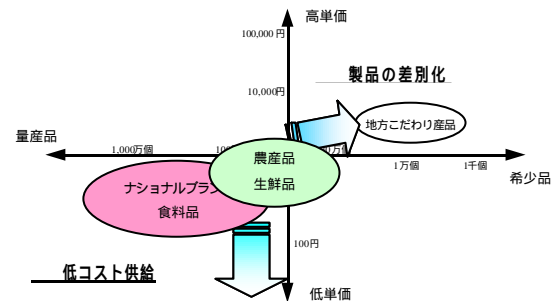 高単価
100,000円
製品の差別化
10,000円
地方こだわり産品
量産品
1,000万個
1万個
1千個
農産品
生鮮品
希少品
ナショナルブラン
食料品
100円
低コスト供給
低単価